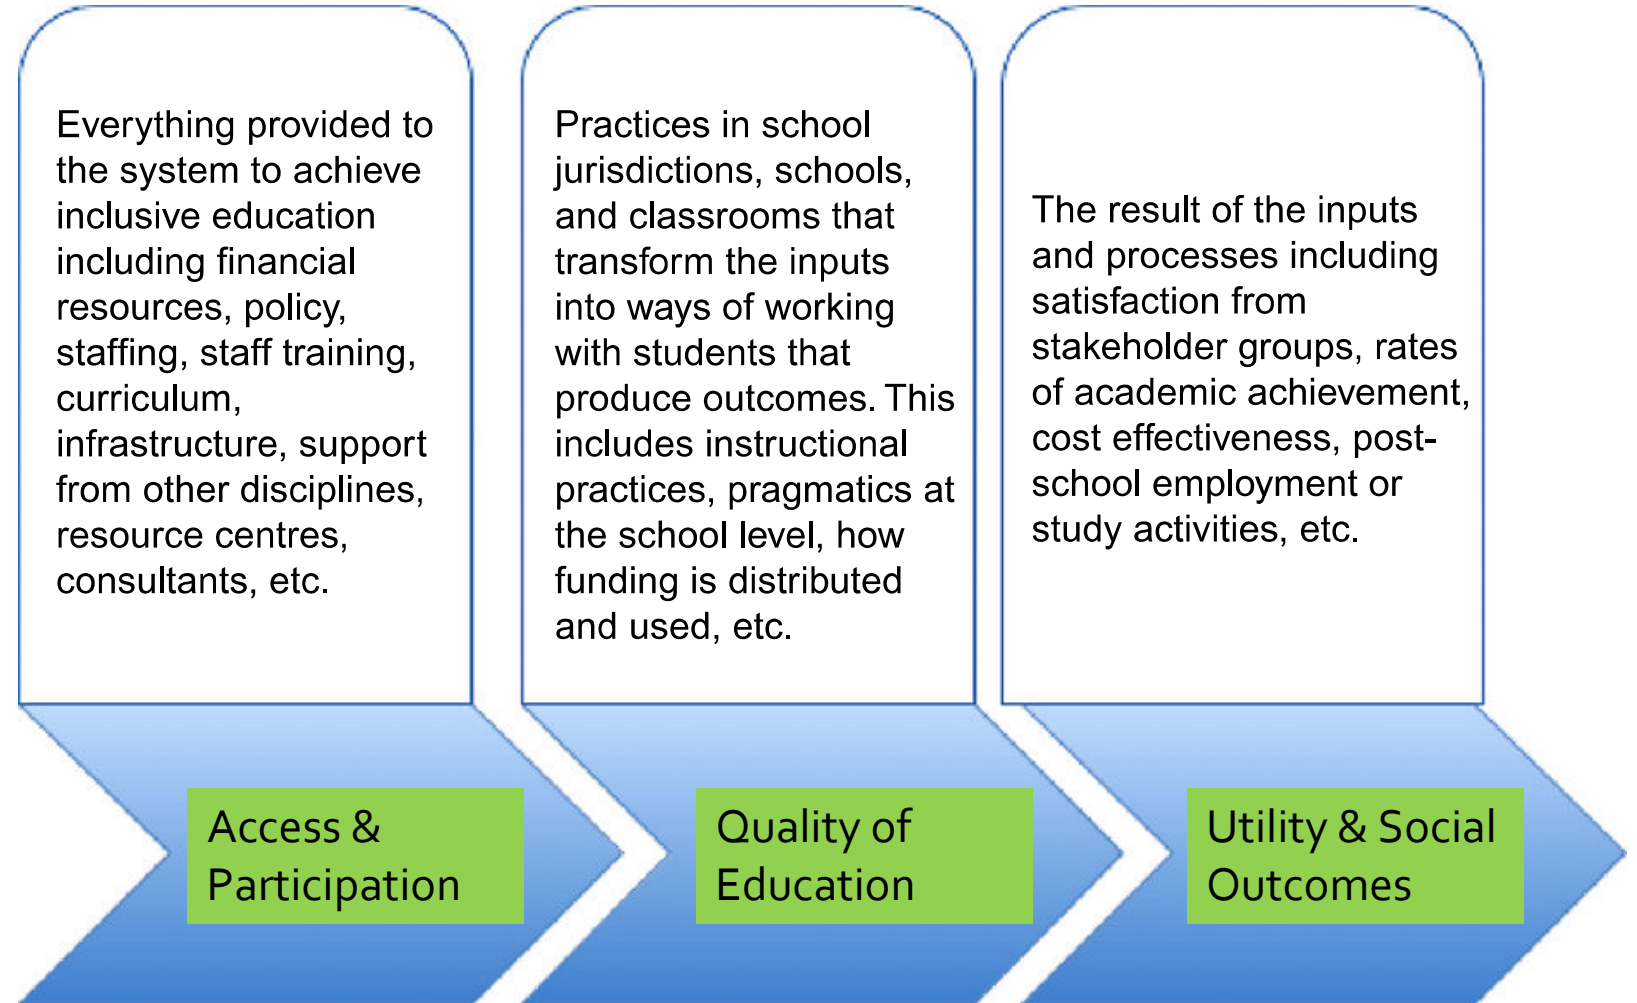 Everything provided to
the system to achieve
inclusive education
including financial
resources, policy,
staffing, staff training,
curriculum,
infrastructure, support
from other disciplines,
resource centres,
consultants, etc.
Practices in school
jurisdictions, schools,
and classrooms that
transform the inputs
into ways of working
with students that
produce outcomes. This
includes instructional
practices, pragmatics at
the school level, how
funding is distributed
and used, etc.
The result of the inputs
and processes including
satisfaction from
stakeholder groups, rates
of academic achievement,
cost effectiveness, post-
school employment or
study activities, etc.
Access &
Participation
Quality of
Education
Utility & Social
Outcomes